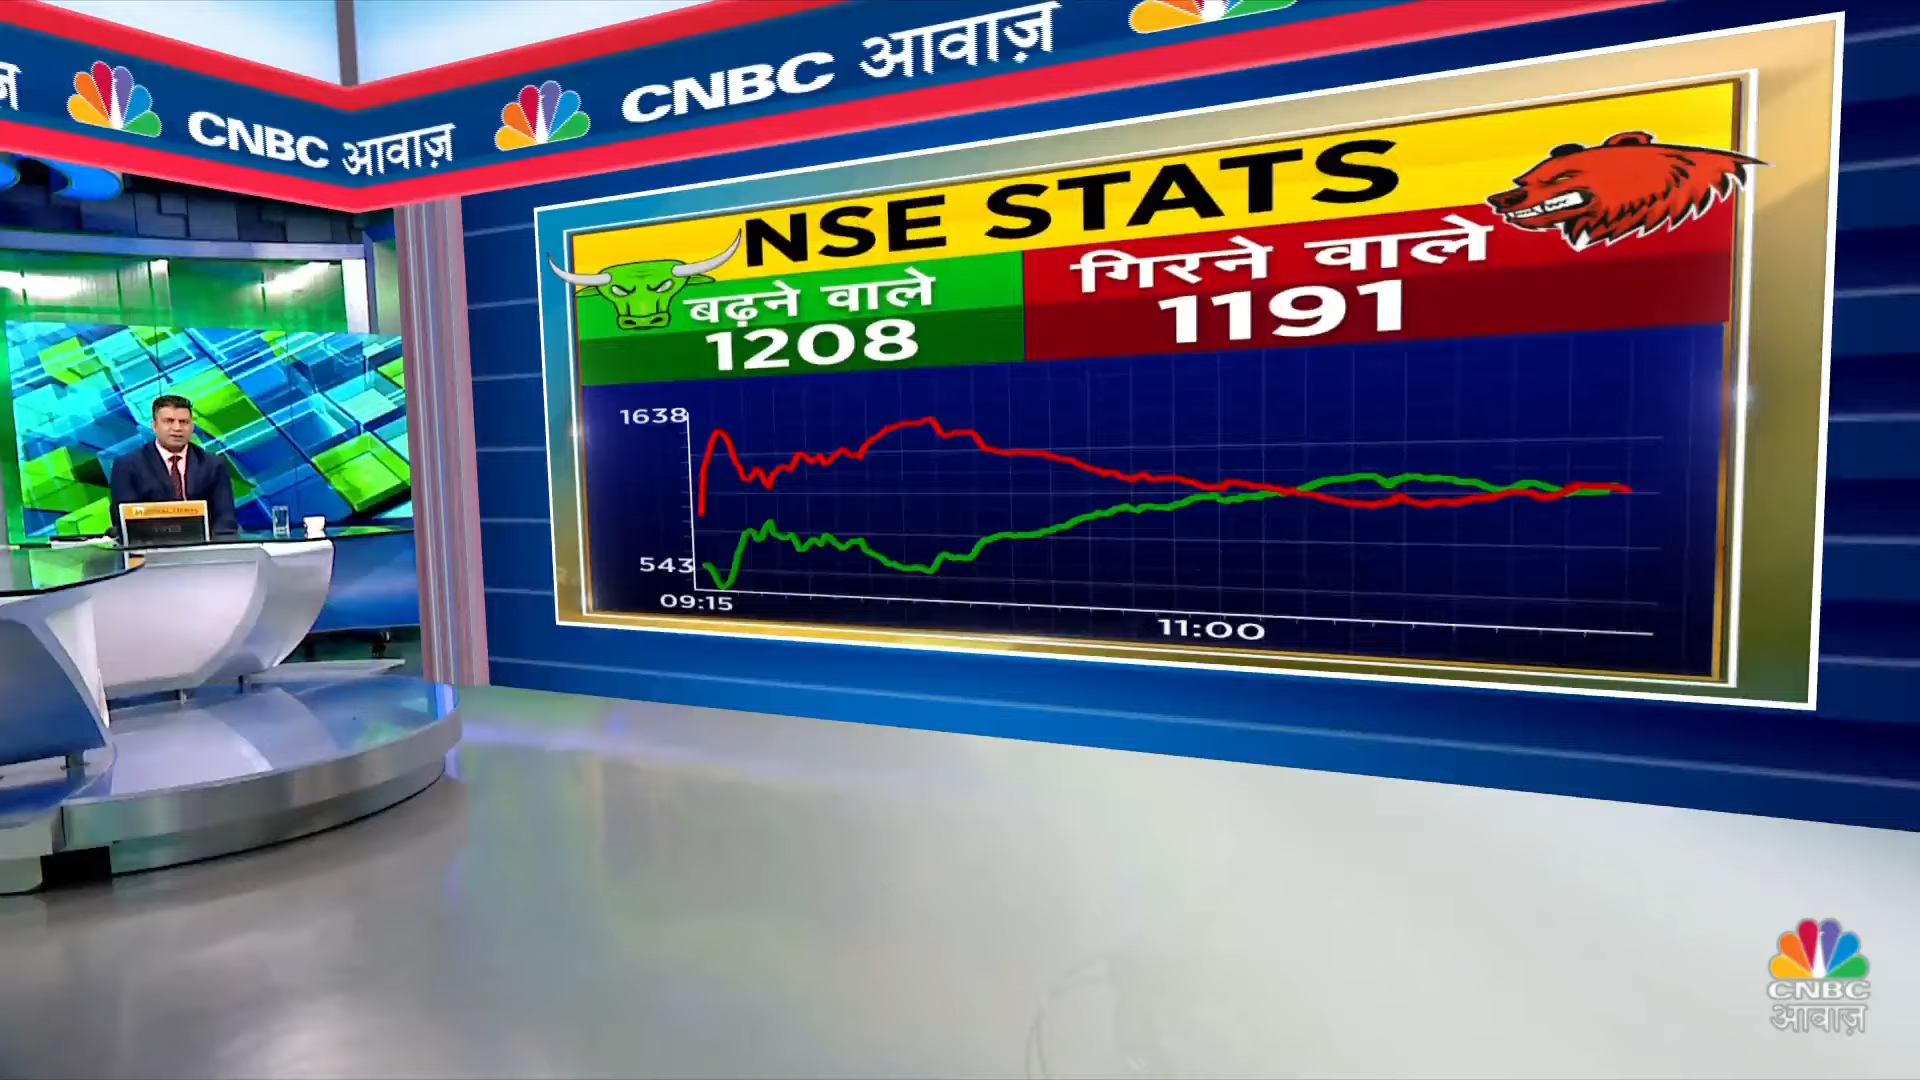 CNBC आवाज़
CNBC आवाज़
NSE STATS
बढ़ने वाले
1208
गिरने वाले
1191
1638
543
09:15
11:00
CNBC
आवाज़